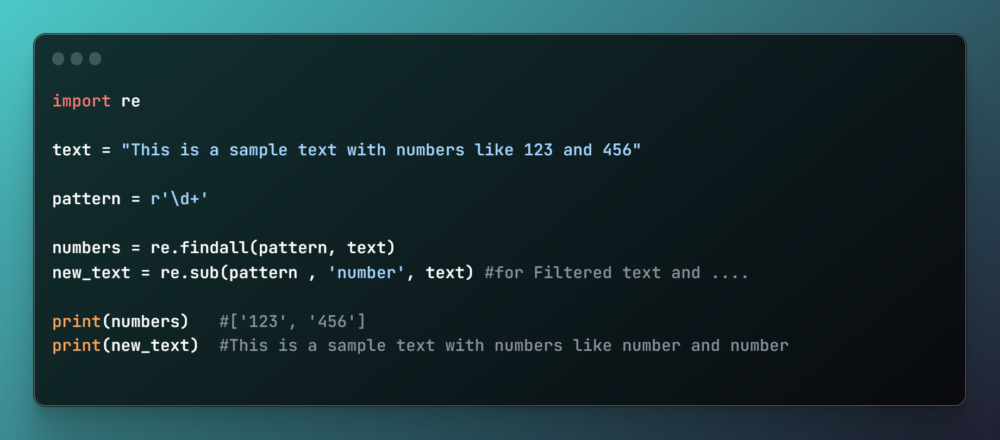 import re
text = "This is a sample text with numbers like 123 and 456"
pattern = r'\d+'
numbers = re.findall(pattern, text)
new_text = re.sub(pattern , 'number', text) #for Filtered text and ....
print(numbers)   #['123', '456']
print(new_text)  #This is a sample text with numbers like number and number